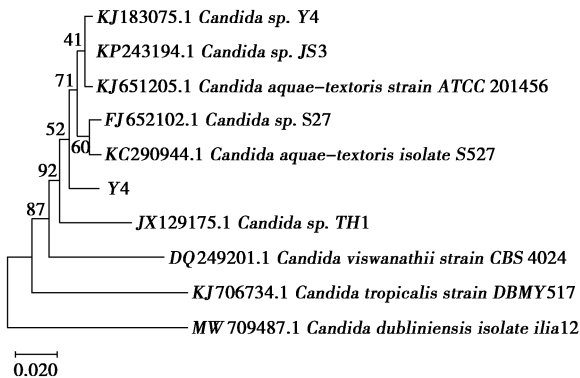 KJ183075.1 Candida sp. Y4
41
KP243194.1 Candida sp. JS3
71
KJ651205.1 Candida aquae-textoris strain ATCC 201456
FJ652102.1 Candida sp. S27
52
60
KC290944.1 Candida aquae-textoris isolate S527
92
Y4
87
JX129175.1 Candida sp. TH1
DQ249201.1 Candida viswanathii strain CBS 4024
KJ706734.1 Candida tropicalis strain DBMY517
MW709487.1 Candida dubliniensis isolate ilia12
0.020